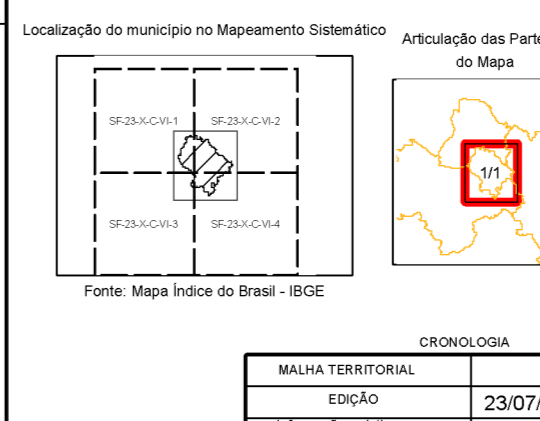 Localização do município no Mapeamento Sistemático
Articulação das Parte
do Mapa
SF-23-X-C-VI-1
SF-23-X-C-VI-2
SF-23-X-C-VI-3
SF-23-X-C-VI-4
1/1
Fonte: Mapa Índice do Brasil - IBGE
CRONOLOGIA
MALHA TERRITORIAL
EDIÇÃO
23/07/